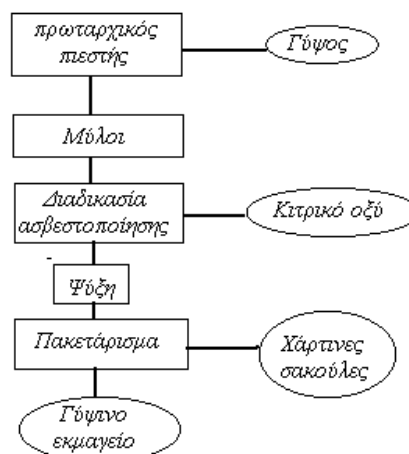 πρωταρχικός
πιεστής
Γύψος
Μύλοι
Διαδικασία
ασβεστοποίησης
Κιτρικό οξύ
Ψύξη
Πακετάρισμα
Χάρτινες
σακούλες
Γύψινο
εκμαγείο